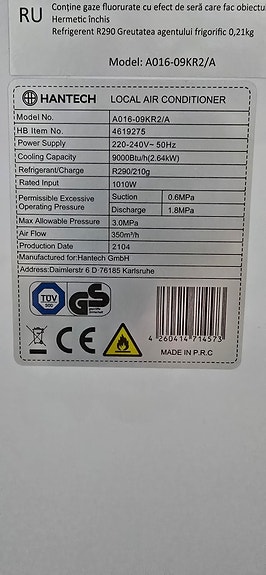 RU
Conține gaze fluorurate cu efect de seră care fac obiectu
Hermetic închis
Refrigerent R290 Greutatea agentului frigorific 0,21kg
Model: A016-09KR2/A
HANTECH LOCAL AIR CONDITIONER
Model No. A016-09KR2/A
HB Item No. 4619275
Power Supply 220-240V~ 50Hz
Cooling Capacity 9000Btu/h(2.64kW)
Refrigerant/Charge R290/210g
Rated Input 1010W
Permissible Excessive Operating Pressure Suction 0.6MPa
Discharge 1.8MPa
Max Allowable Pressure 3.0MPa
Air Flow 350m³/h
Production Date 2104
Manufactured for:Hantech GmbH
Address:Daimlerstr 6 D 76185 Karlsruhe
TÜV
SÜD
GS
CE
4 260414 714573
MADE IN P.R.C